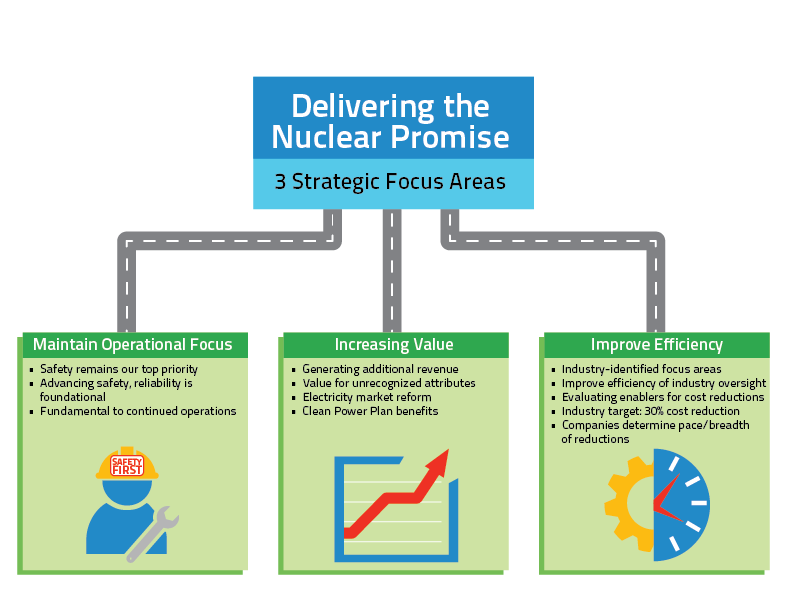 Delivering the
Nuclear Promise
3 Strategic Focus Areas
Maintain Operational Focus
▪ Safety remains our top priority
▪ Advancing safety, reliability is
foundational
▪ Fundamental to continued operations
SAFETY
FIRST
Increasing Value
▪ Generating additional revenue
▪ Value for unrecognized attributes
▪ Electricity market reform
▪ Clean Power Plan benefits
Improve Efficiency
▪ Industry-identified focus areas
▪ Improve efficiency of industry oversight
▪ Evaluating enablers for cost reductions
▪ Industry target: 30% cost reduction
▪ Companies determine pace/breadth
of reductions